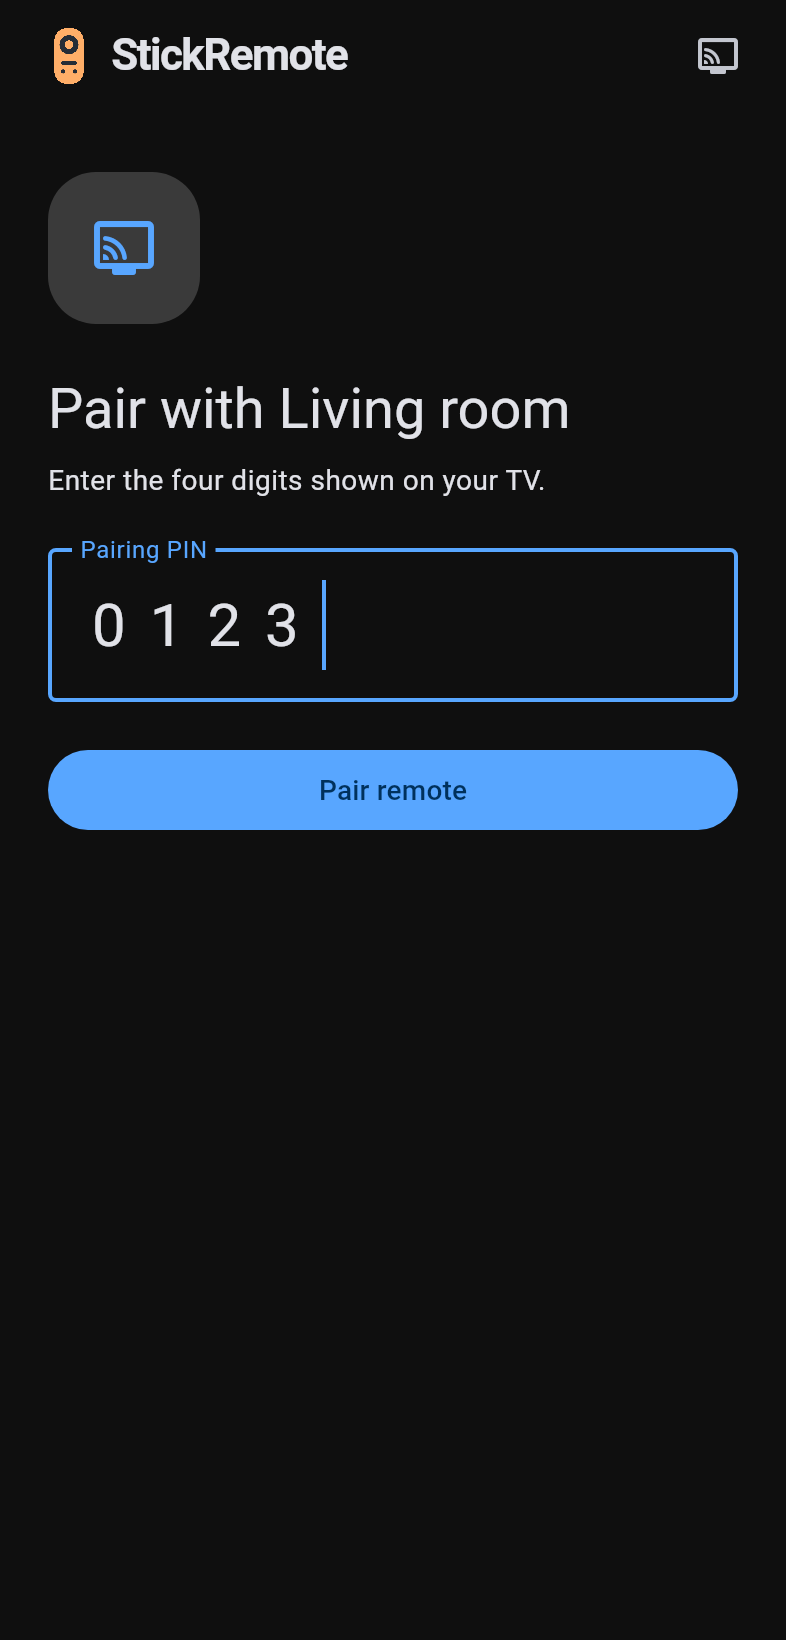 StickRemote
Pair with Living room
Enter the four digits shown on your TV.
Pairing PIN
0 1 2 3
Pair remote